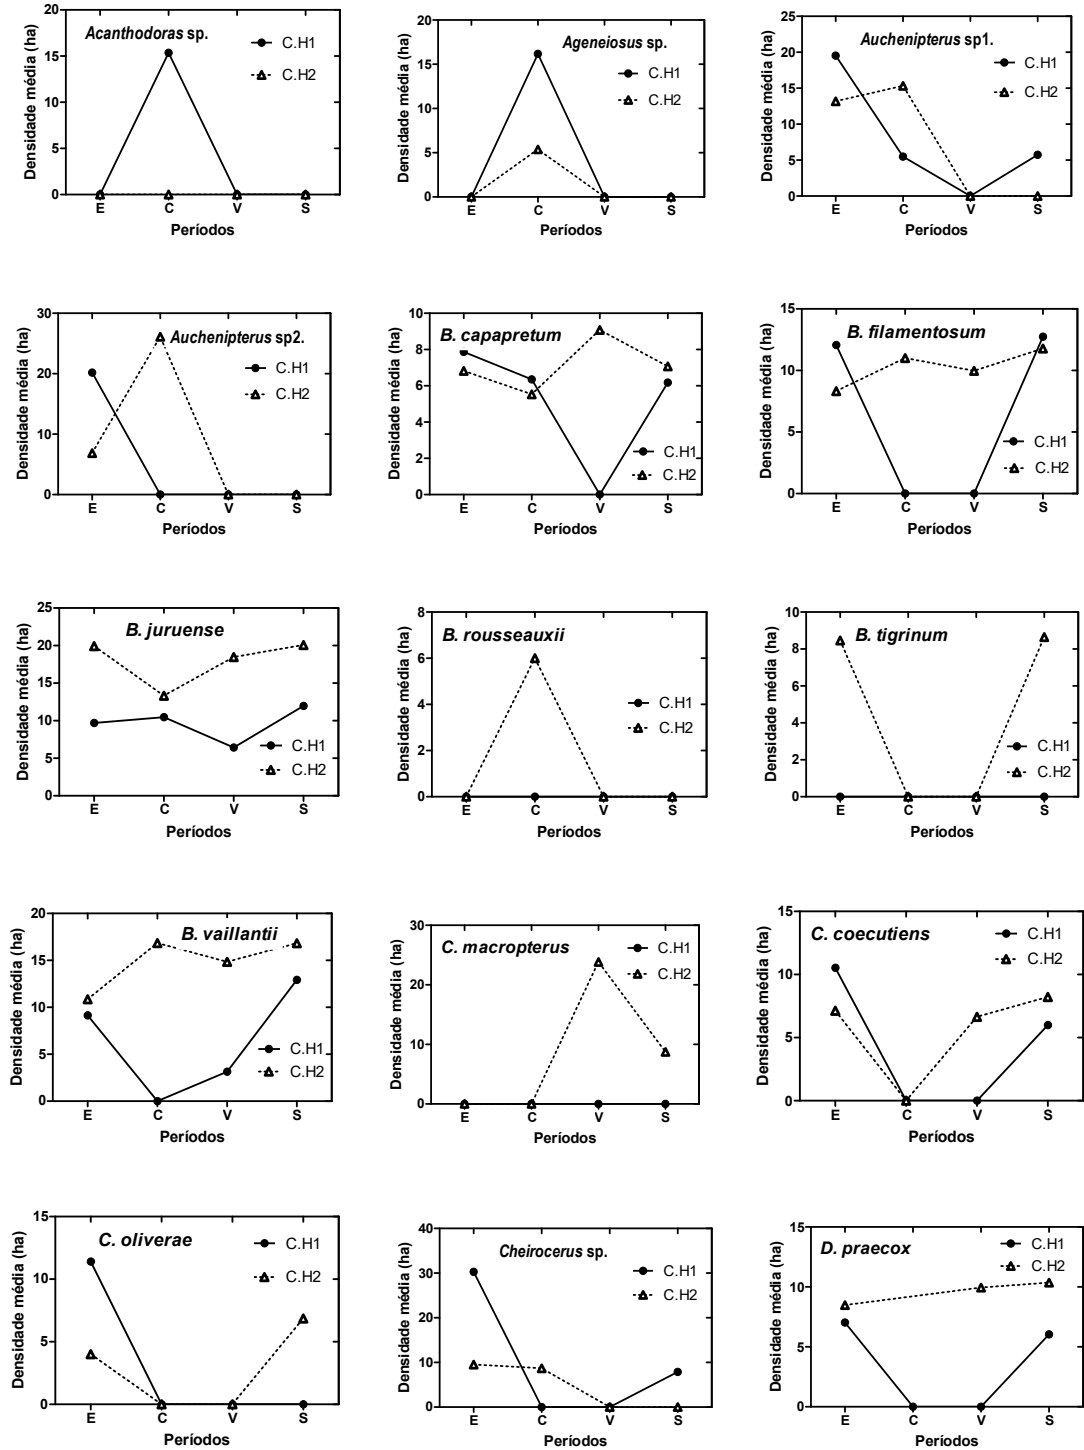 Acanthodoras sp.
C.H1
C.H2
Densidade média (ha)
20
15
10
5
0
E C V S
Períodos
Ageneiosus sp.
C.H1
C.H2
Densidade média (ha)
20
15
10
5
0
E C V S
Períodos
Auchenipterus sp1.
C.H1
C.H2
Densidade média (ha)
25
20
15
10
5
0
E C V S
Períodos
Auchenipterus sp2.
C.H1
C.H2
Densidade média (ha)
30
20
10
0
E C V S
Períodos
B. capapretum
C.H1
C.H2
Densidade média (ha)
10
8
6
4
2
0
E C V S
Períodos
B. filamentosum
C.H1
C.H2
Densidade média (ha)
15
10
5
0
E C V S
Períodos
B. juruense
C.H1
C.H2
Densidade média (ha)
25
20
15
10
5
0
E C V S
Períodos
B. rousseauxii
C.H1
C.H2
Densidade média (ha)
8
6
4
2
0
E C V S
Períodos
B. tigrinum
C.H1
C.H2
Densidade média (ha)
10
8
6
4
2
0
E C V S
Períodos
B. vaillantii
C.H1
C.H2
Densidade média (ha)
20
15
10
5
0
E C V S
Períodos
C. macropterus
C.H1
C.H2
Densidade média (ha)
30
20
10
0
E C V S
Períodos
C. coecutiens
C.H1
C.H2
Densidade média (ha)
15
10
5
0
E C V S
Períodos
C. oliverae
C.H1
C.H2
Densidade média (ha)
15
10
5
0
E C V S
Períodos
Cheirocerus sp.
C.H1
C.H2
Densidade média (ha)
40
30
20
10
0
E C V S
Períodos
D. praecox
C.H1
C.H2
Densidade média (ha)
15
10
5
0
E C V S
Períodos